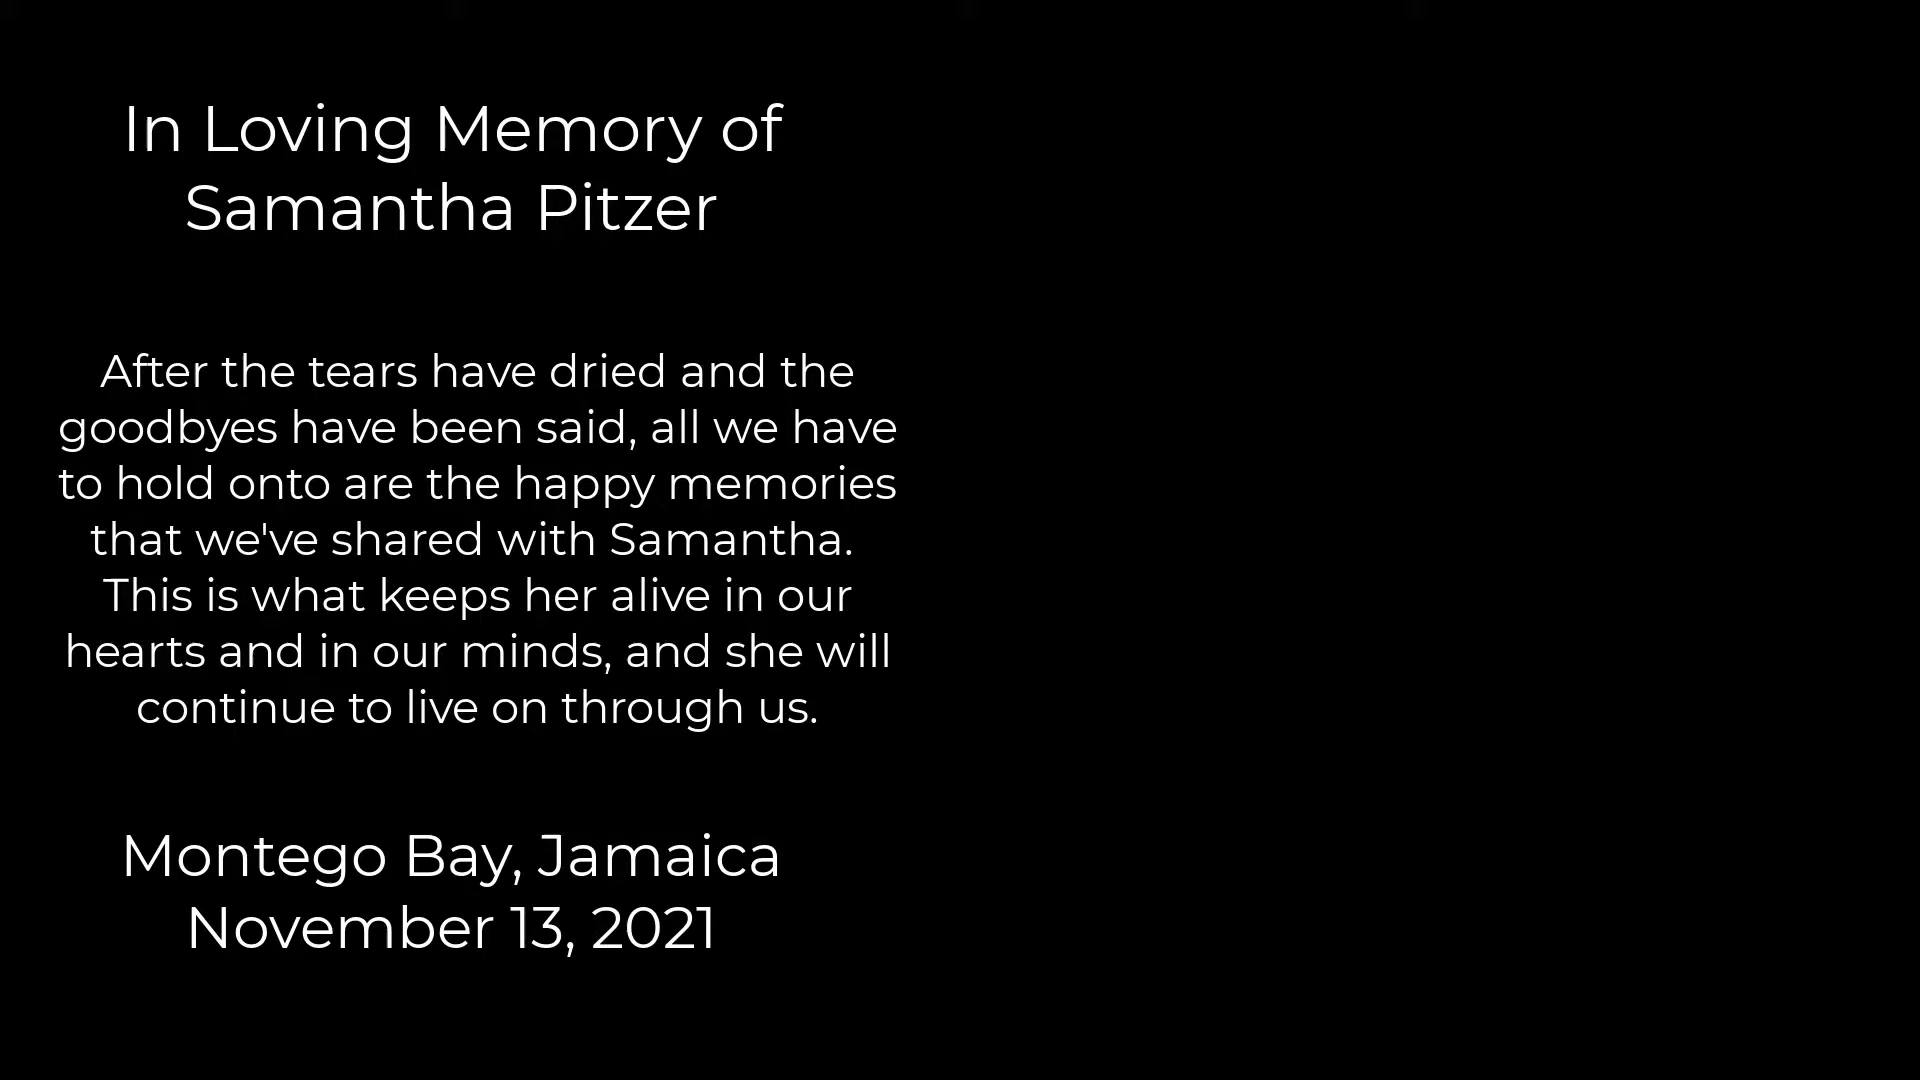 In Loving Memory of
Samantha Pitzer
After the tears have dried and the
goodbyes have been said, all we have
to hold onto are the happy memories
that we've shared with Samantha.
This is what keeps her alive in our
hearts and in our minds, and she will
continue to live on through us.
Montego Bay, Jamaica
November 13, 2021